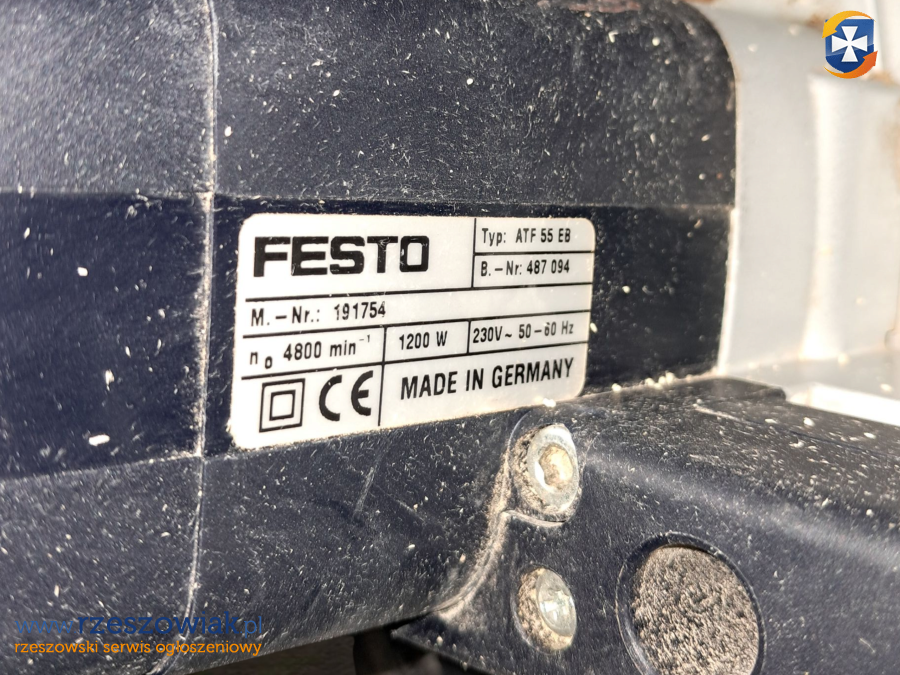 FESTO
Typ: ATF 55 EB
B.-Nr: 487 094
M.-Nr.: 191754
n₀ 4800 min⁻¹
1200 W
230V~ 50-60 Hz
CE
MADE IN GERMANY
www.rzeszowiak.pl
rzeszowski serwis ogłoszeniowy